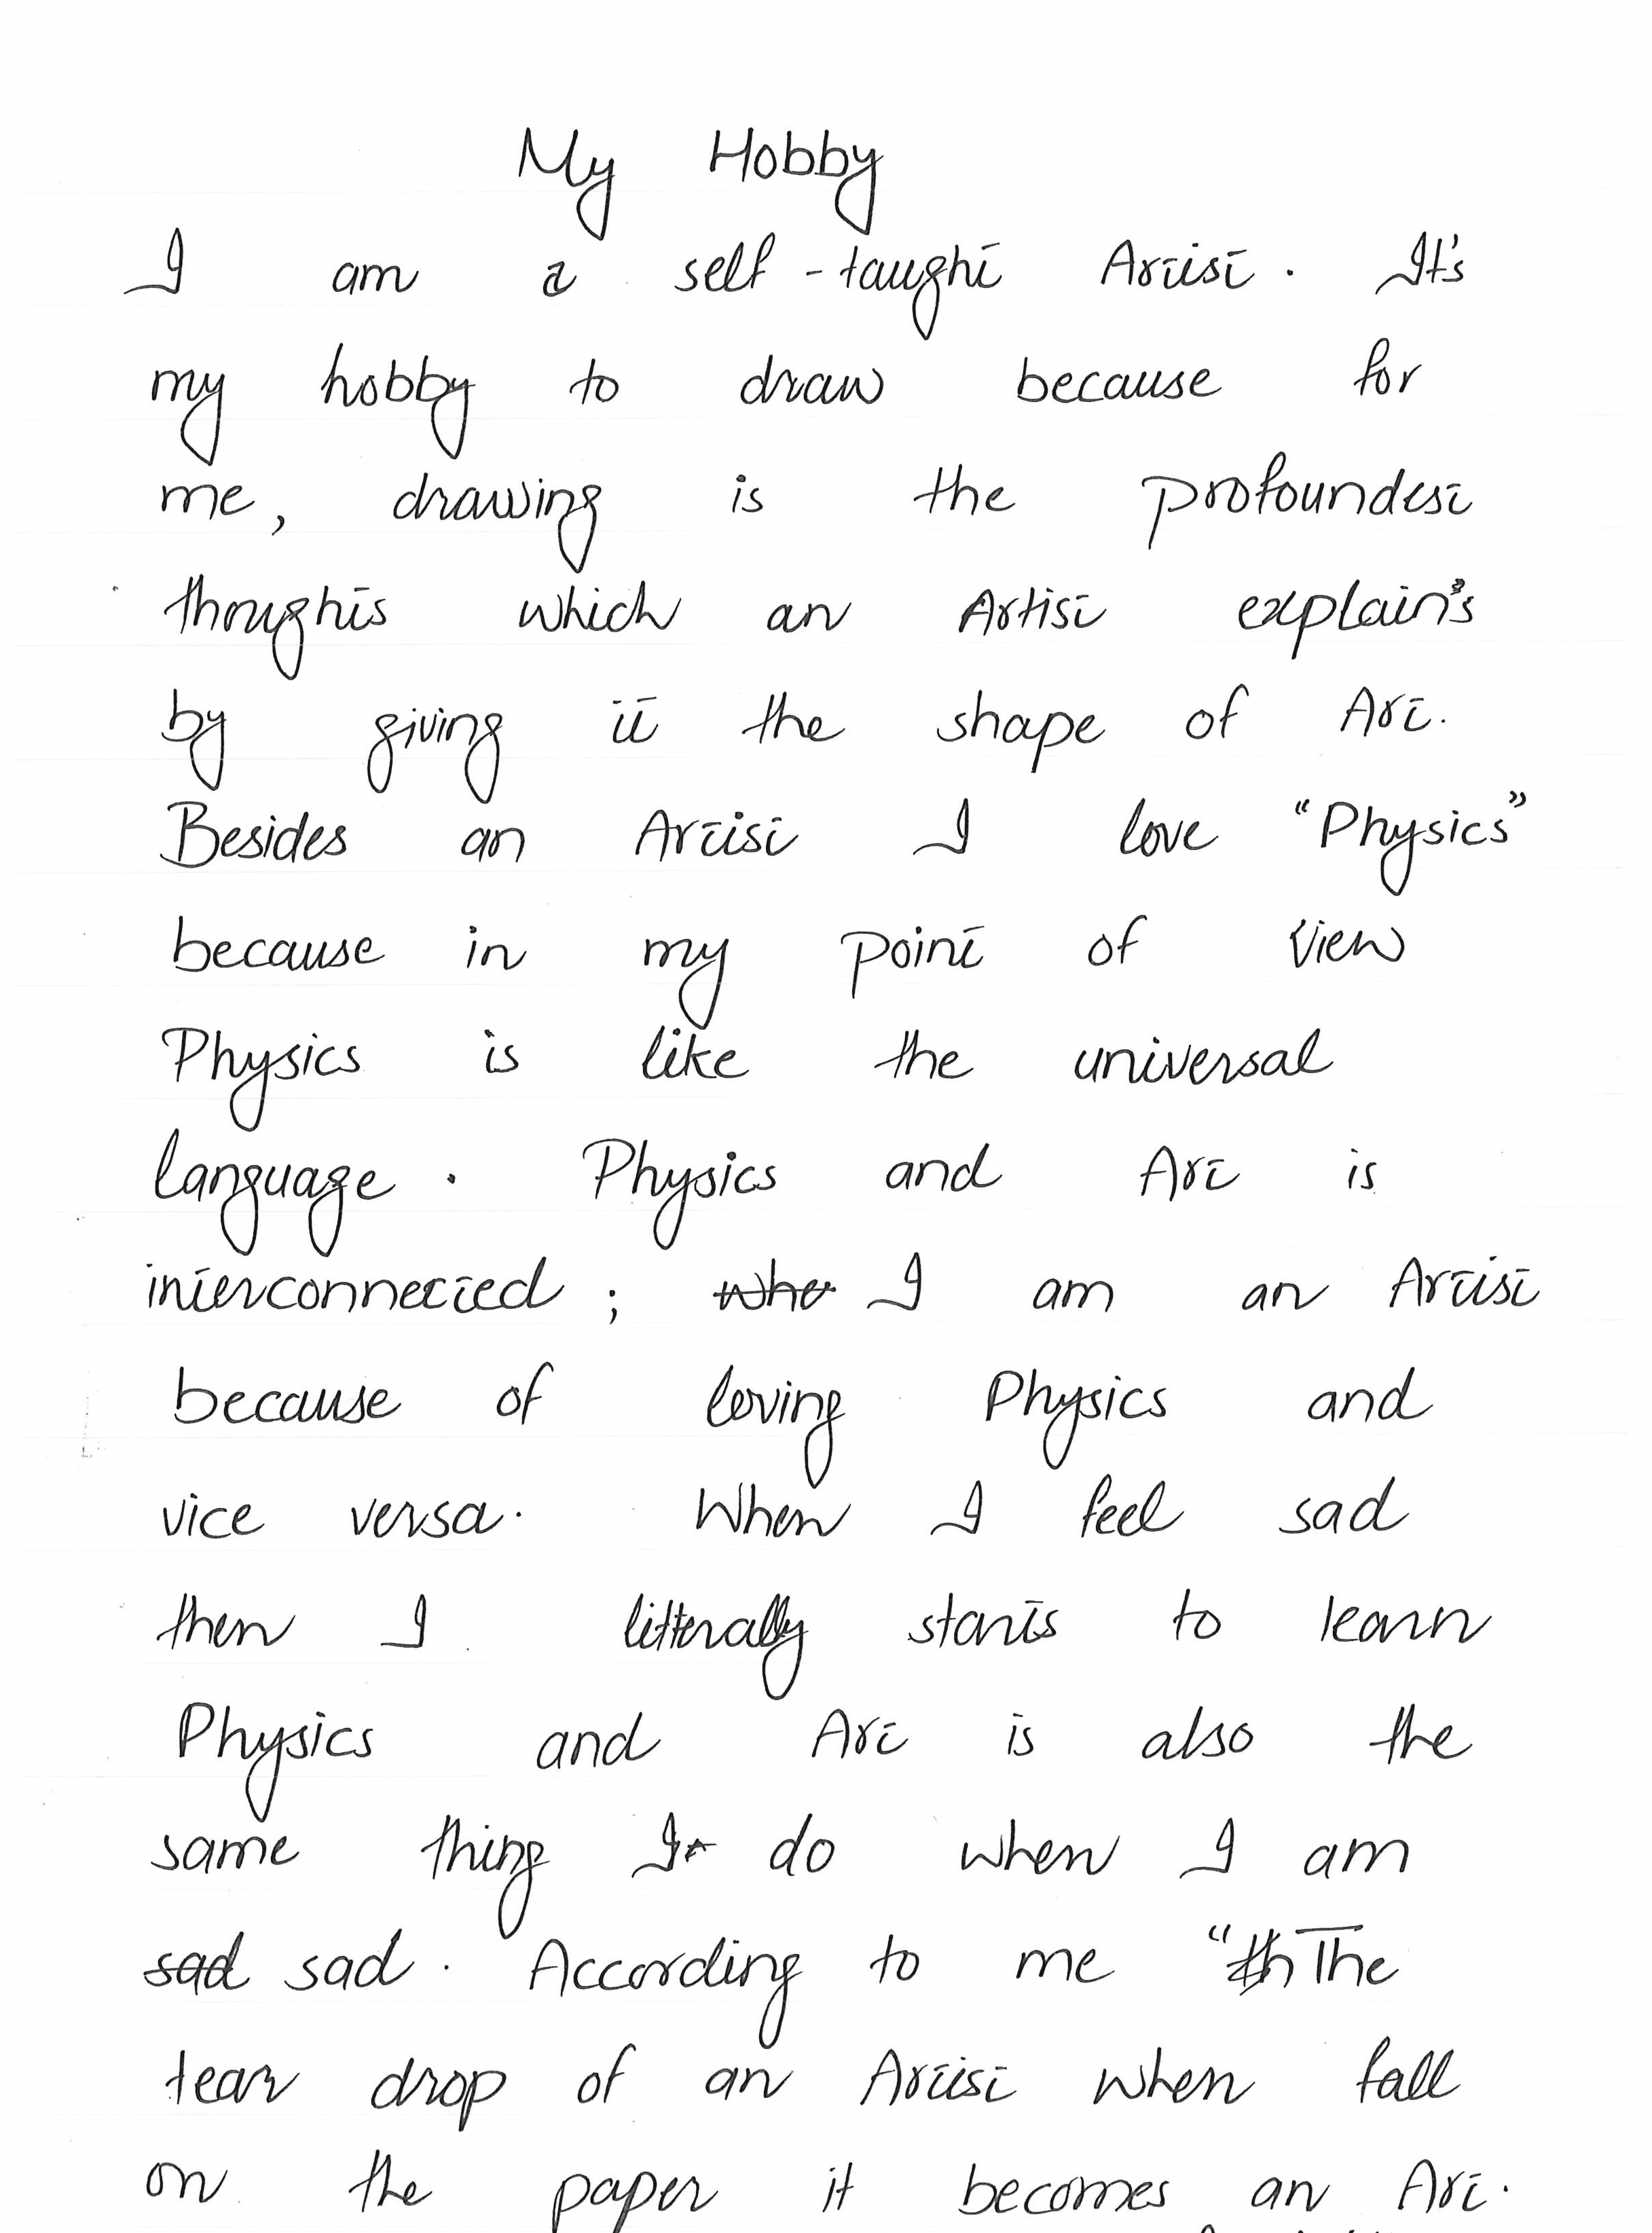 My Hobby
I am a self-taught Artist. It's
my hobby to draw because for
me, drawing is the profoundest
thoughts which an Artist explain's
by giving it the shape of Art.
Besides an Artist I love "Physics"
because in my point of view
Physics is like the universal
language. Physics and Art is
interconnected; I am an Artist
because of loving Physics and
vice versa. When I feel sad
then I litterally starts to learn
Physics and Art is also the
same thing I do when I am
sad sad. According to me "The
tear drop of an Artist when fall
on the paper it becomes an Art.